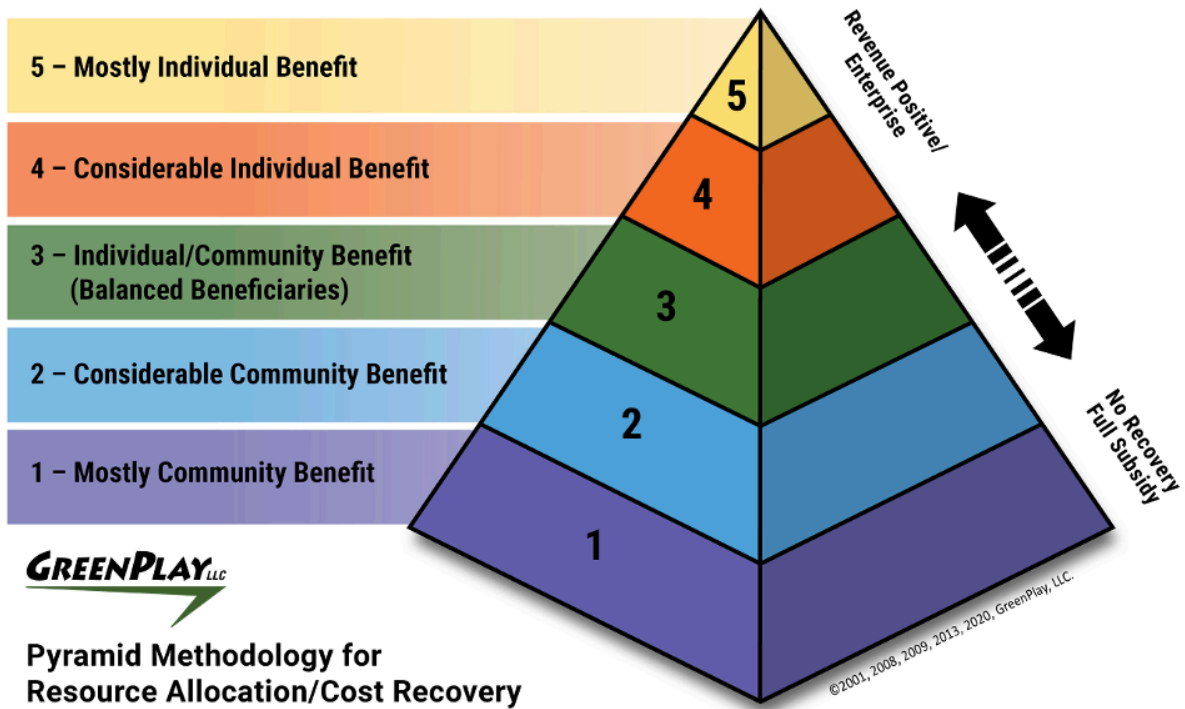 5 – Mostly Individual Benefit
4 – Considerable Individual Benefit
3 – Individual/Community Benefit
(Balanced Beneficiaries)
2 – Considerable Community Benefit
1 – Mostly Community Benefit
5
4
3
2
1
Revenue Positive/
Enterprise
No Recovery
Full Subsidy
©2001, 2008, 2009, 2013, 2020, GreenPlay, LLC.
GREENPLAY LLC
Pyramid Methodology for
Resource Allocation/Cost Recovery